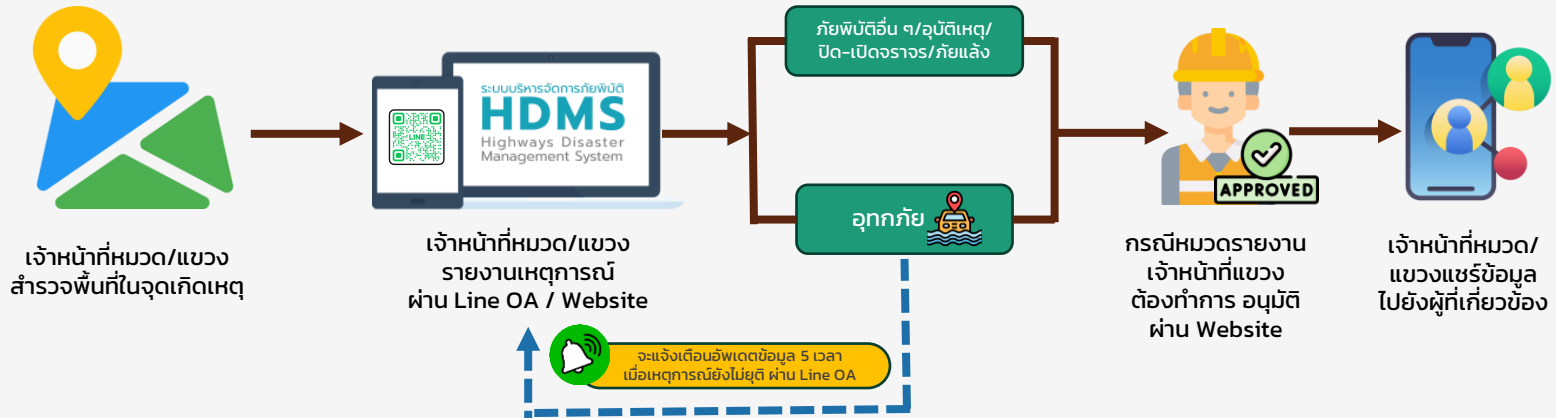 ภัยพิบัติอื่น ๆ/อุบัติเหตุ/
ปิด-เปิดจราจร/ภัยแล้ง
ระบบบริหารจัดการภัยพิบัติ
HDMS
Highways Disaster
Management System
LINE
อุทกภัย
APPROVED
เจ้าหน้าที่หมวด/แขวง
สำรวจพื้นที่ในจุดเกิดเหตุ
เจ้าหน้าที่หมวด/แขวง
รายงานเหตุการณ์
ผ่าน Line OA / Website
กรณีหมวดรายงาน
เจ้าหน้าที่แขวง
ต้องทำการ อนุมัติ
ผ่าน Website
เจ้าหน้าที่หมวด/
แขวงแชร์ข้อมูล
ไปยังผู้ที่เกี่ยวข้อง
จะแจ้งเตือนอัพเดตข้อมูล 5 เวลา
เมื่อเหตุการณ์ยังไม่ยุติ ผ่าน Line OA